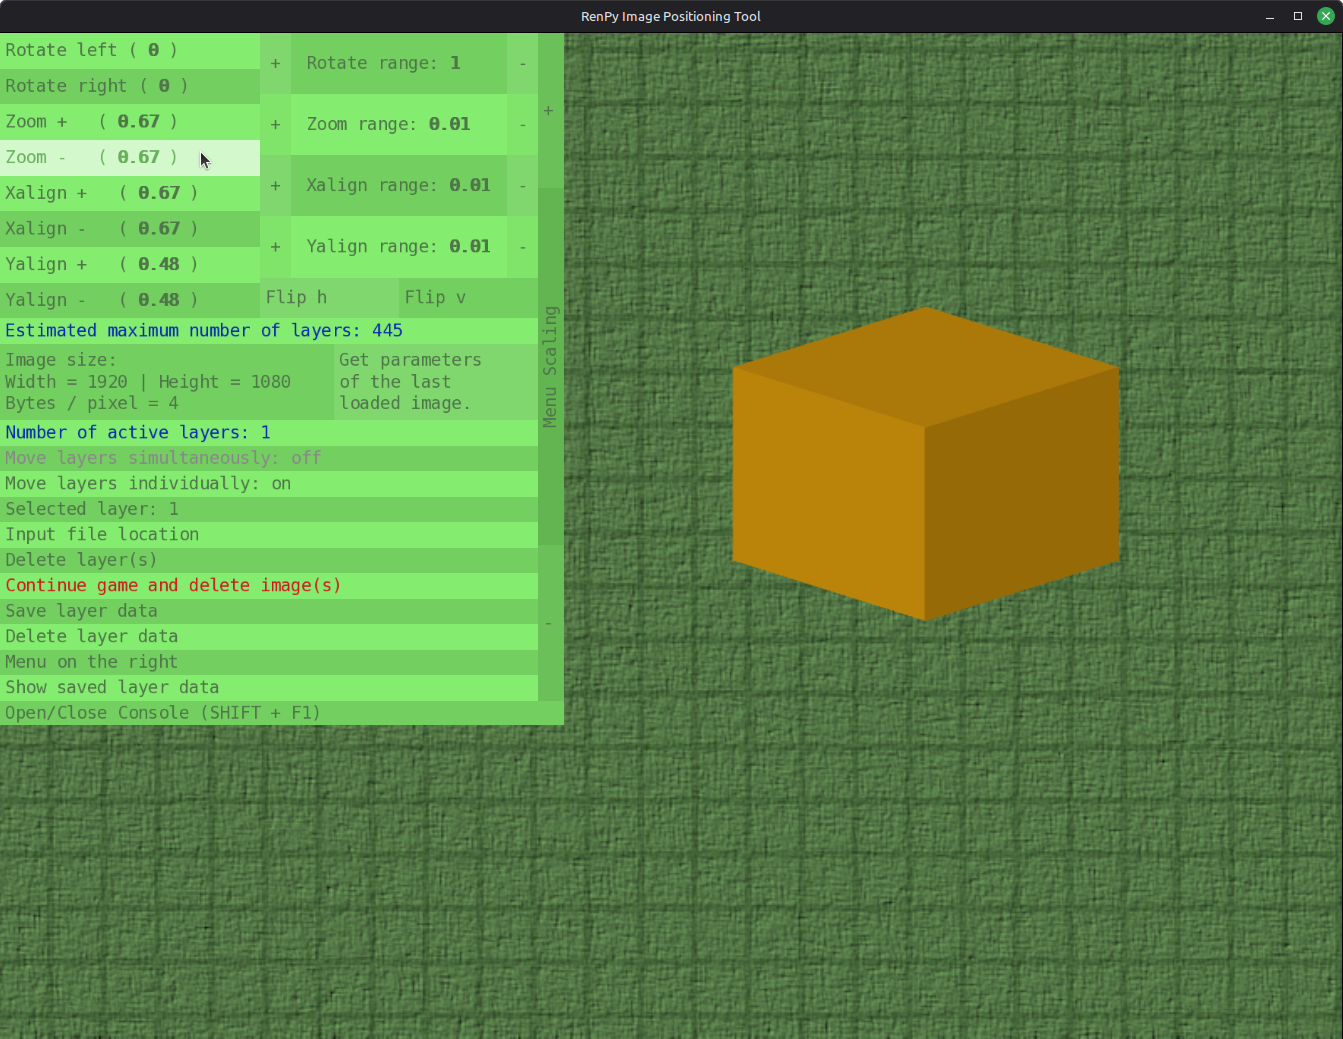 RenPy Image Positioning Tool
Rotate left ( 0 )
Rotate right ( 0 )
Zoom + ( 0.67 )
Zoom - ( 0.67 )
Xalign + ( 0.67 )
Xalign - ( 0.67 )
Yalign + ( 0.48 )
Yalign - ( 0.48 )
+ Rotate range: 1 -
+ Zoom range: 0.01 -
+ Xalign range: 0.01 -
+ Yalign range: 0.01 -
Flip h
Flip v
+
Menu Scaling
-
Estimated maximum number of layers: 445
Image size:
Width = 1920 | Height = 1080
Bytes / pixel = 4
Get parameters
of the last
loaded image.
Number of active layers: 1
Move layers simultaneously: off
Move layers individually: on
Selected layer: 1
Input file location
Delete layer(s)
Continue game and delete image(s)
Save layer data
Delete layer data
Menu on the right
Show saved layer data
Open/Close Console (SHIFT + F1)